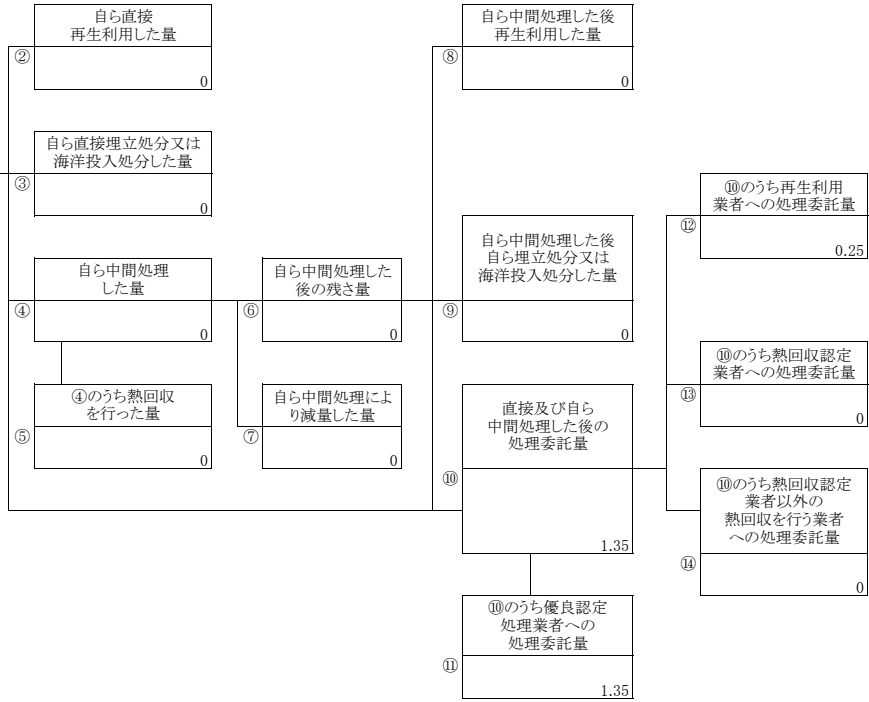 自ら直接
再生利用した量
②
0
自ら直接埋立処分又は
海洋投入処分した量
③
0
自ら中間処理
した量
④
0
④のうち熱回収
を行った量
⑤
0
自ら中間処理した
後の残さ量
⑥
0
自ら中間処理によ
り減量した量
⑦
0
自ら中間処理した後
再生利用した量
⑧
0
自ら中間処理した後
自ら埋立処分又は
海洋投入処分した量
⑨
0
直接及び自ら
中間処理した後の
処理委託量
⑩
1.35
⑩のうち優良認定
処理業者への
処理委託量
⑪
1.35
⑩のうち再生利用
業者への処理委託量
⑫
0.25
⑩のうち熱回収認定
業者への処理委託量
⑬
0
⑩のうち熱回収認定
業者以外の
熱回収を行う業者
への処理委託量
⑭
0